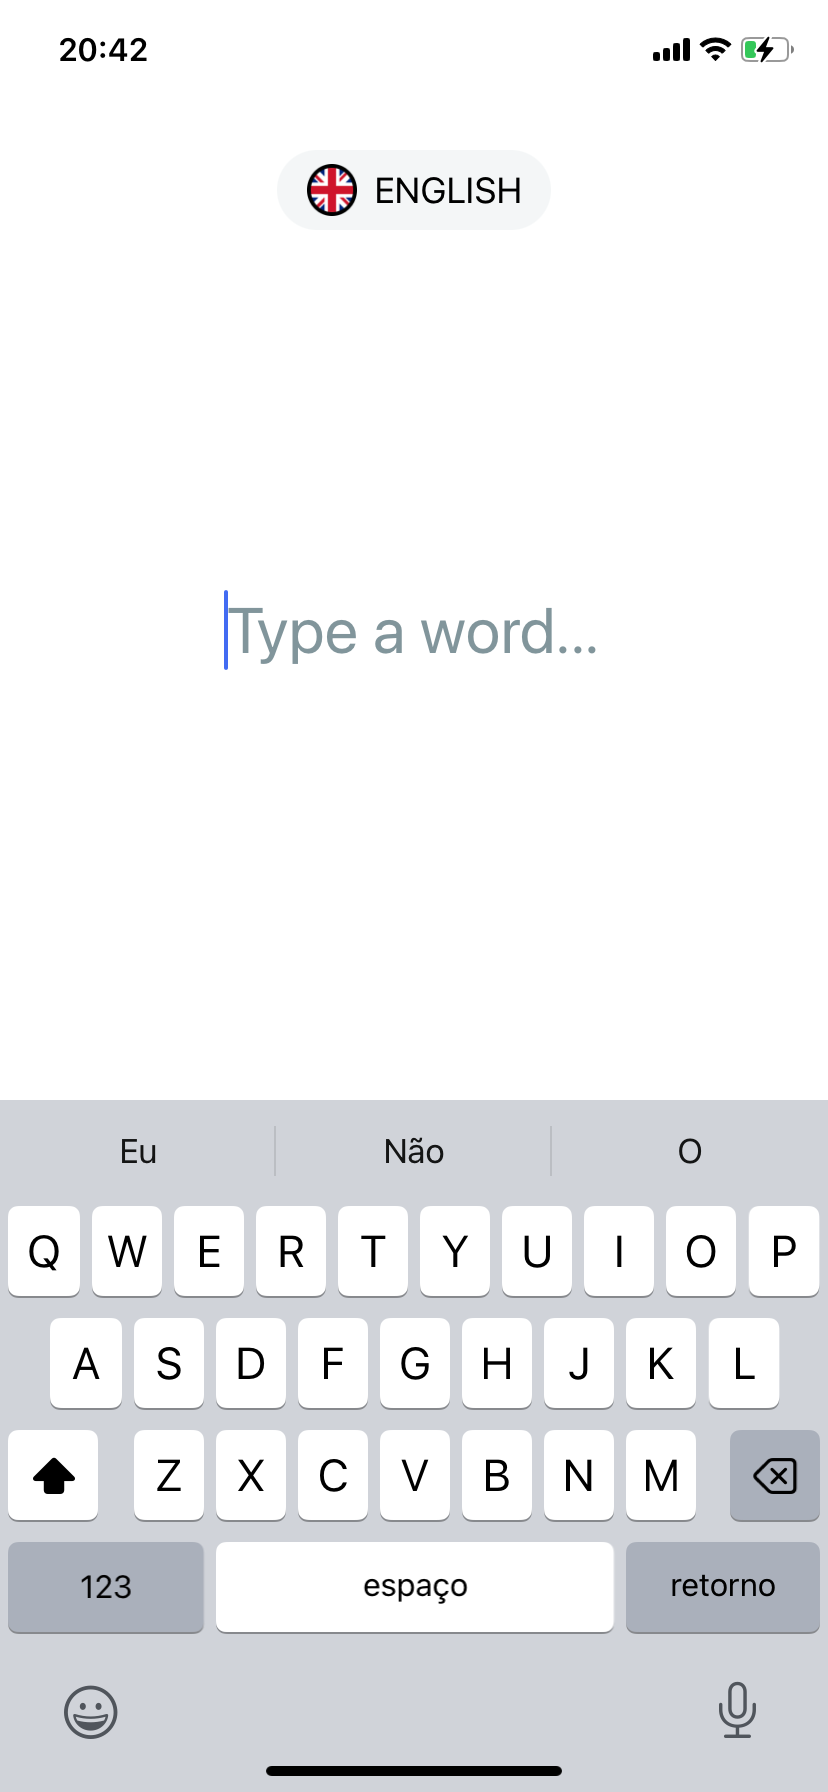 20:42
ENGLISH
Type a word...
Eu Não O
Q W E R T Y U I O P
A S D F G H J K L
Z X C V B N M
123 espaço retorno